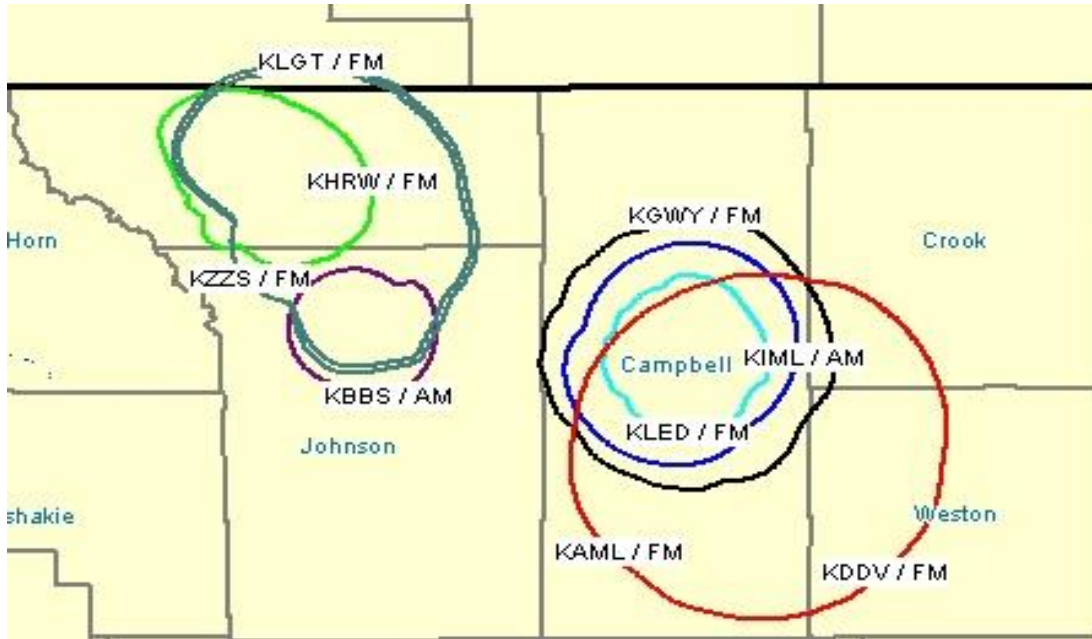 KLGT / FM
KHRW / FM
KGWY / FM
Horn
Crook
KZZS / FM
Campbell
KIML / AM
KBBS / AM
KLED / FM
Johnson
shakie
Weston
KAML / FM
KDDV / FM